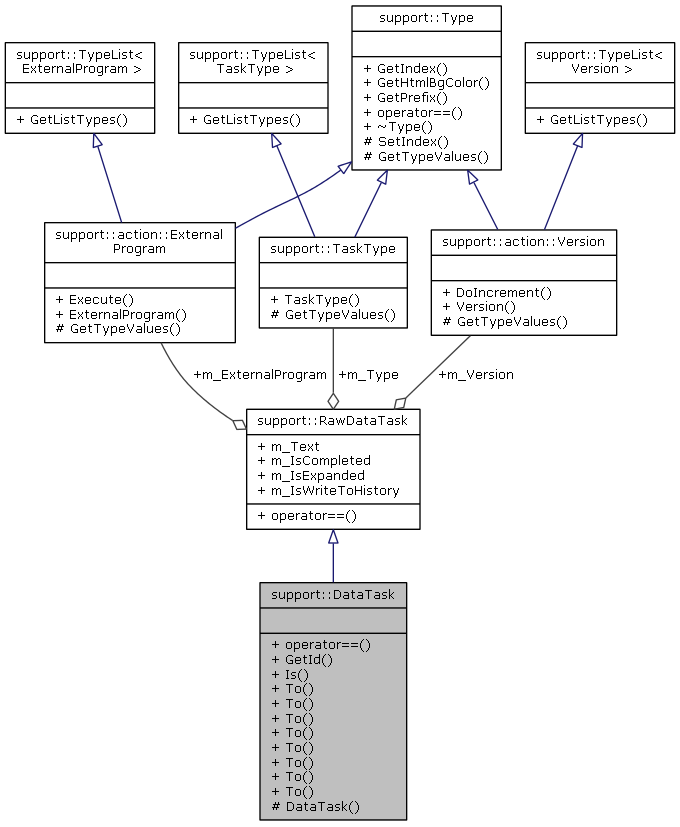 support::Type
+ GetIndex()
+ GetHtmlBgColor()
+ GetPrefix()
+ operator==()
+ ~Type()
# SetIndex()
# GetTypeValues()
support::TypeList<
ExternalProgram >
+ GetListTypes()
support::TypeList<
TaskType >
+ GetListTypes()
support::TypeList<
Version >
+ GetListTypes()
support::action::External
Program
+ Execute()
+ ExternalProgram()
# GetTypeValues()
support::TaskType
+ TaskType()
# GetTypeValues()
support::action::Version
+ DoIncrement()
+ Version()
# GetTypeValues()
+m_ExternalProgram
+m_Type
+m_Version
support::RawDataTask
+ m_Text
+ m_IsCompleted
+ m_IsExpanded
+ m_IsWriteToHistory
+ operator==()
support::DataTask
+ operator==()
+ GetId()
+ Is()
+ To()
+ To()
+ To()
+ To()
+ To()
+ To()
+ To()
+ To()
# DataTask()